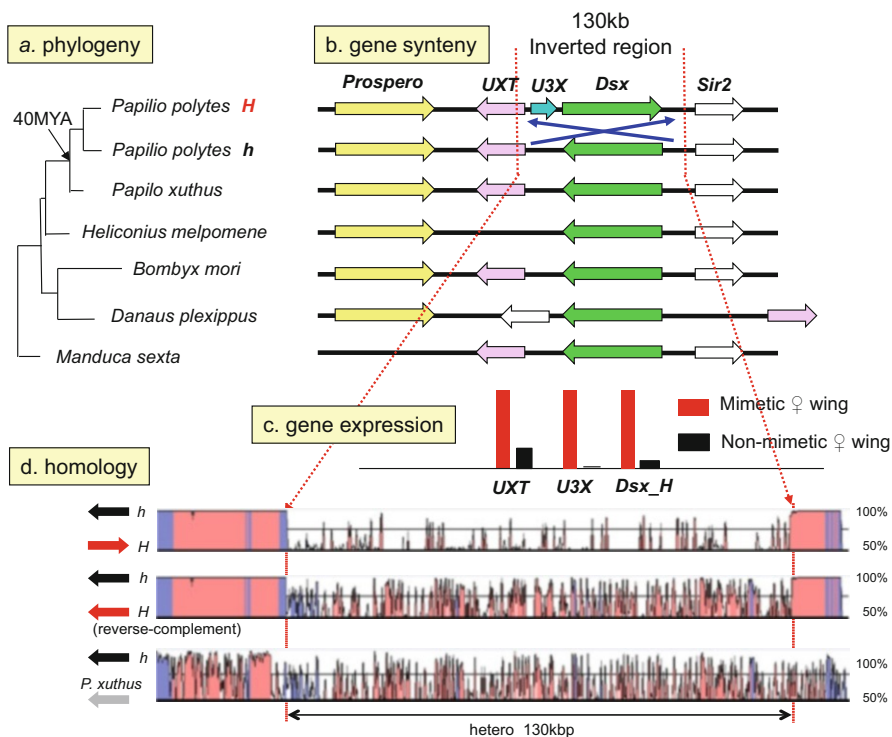 a. phylogeny
b. gene synteny
130kb
Inverted region
Prospero
UXT
U3X
Dsx
Sir2
40MYA
Papilio polytes H
Papilio polytes h
Papilo xuthus
Heliconius melpomene
Bombyx mori
Danaus plexippus
Manduca sexta
c. gene expression
Mimetic ♀ wing
Non-mimetic ♀ wing
UXT
U3X
Dsx_H
d. homology
h
100%
H
50%
h
100%
H
50%
(reverse-complement)
h
100%
P. xuthus
50%
hetero 130kbp